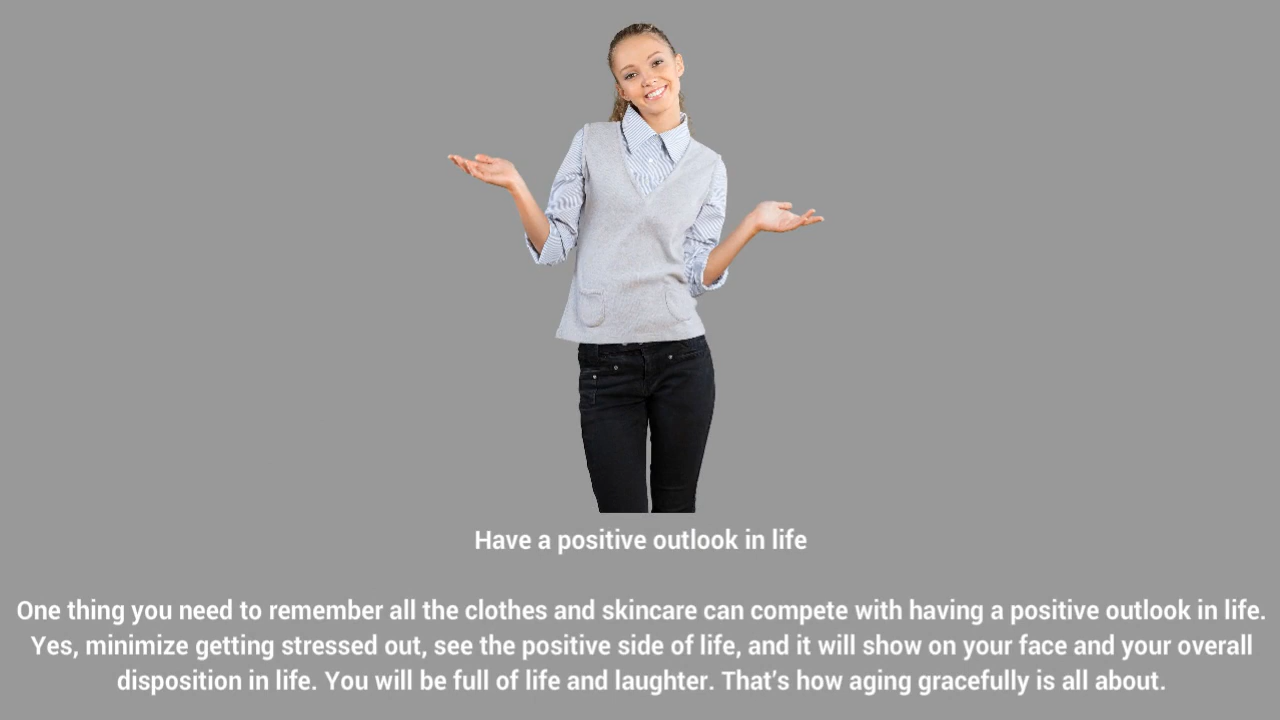 Have a positive outlook in life
One thing you need to remember all the clothes and skincare can compete with having a positive outlook in life.
Yes, minimize getting stressed out, see the positive side of life, and it will show on your face and your overall
disposition in life. You will be full of life and laughter. That's how aging gracefully is all about.